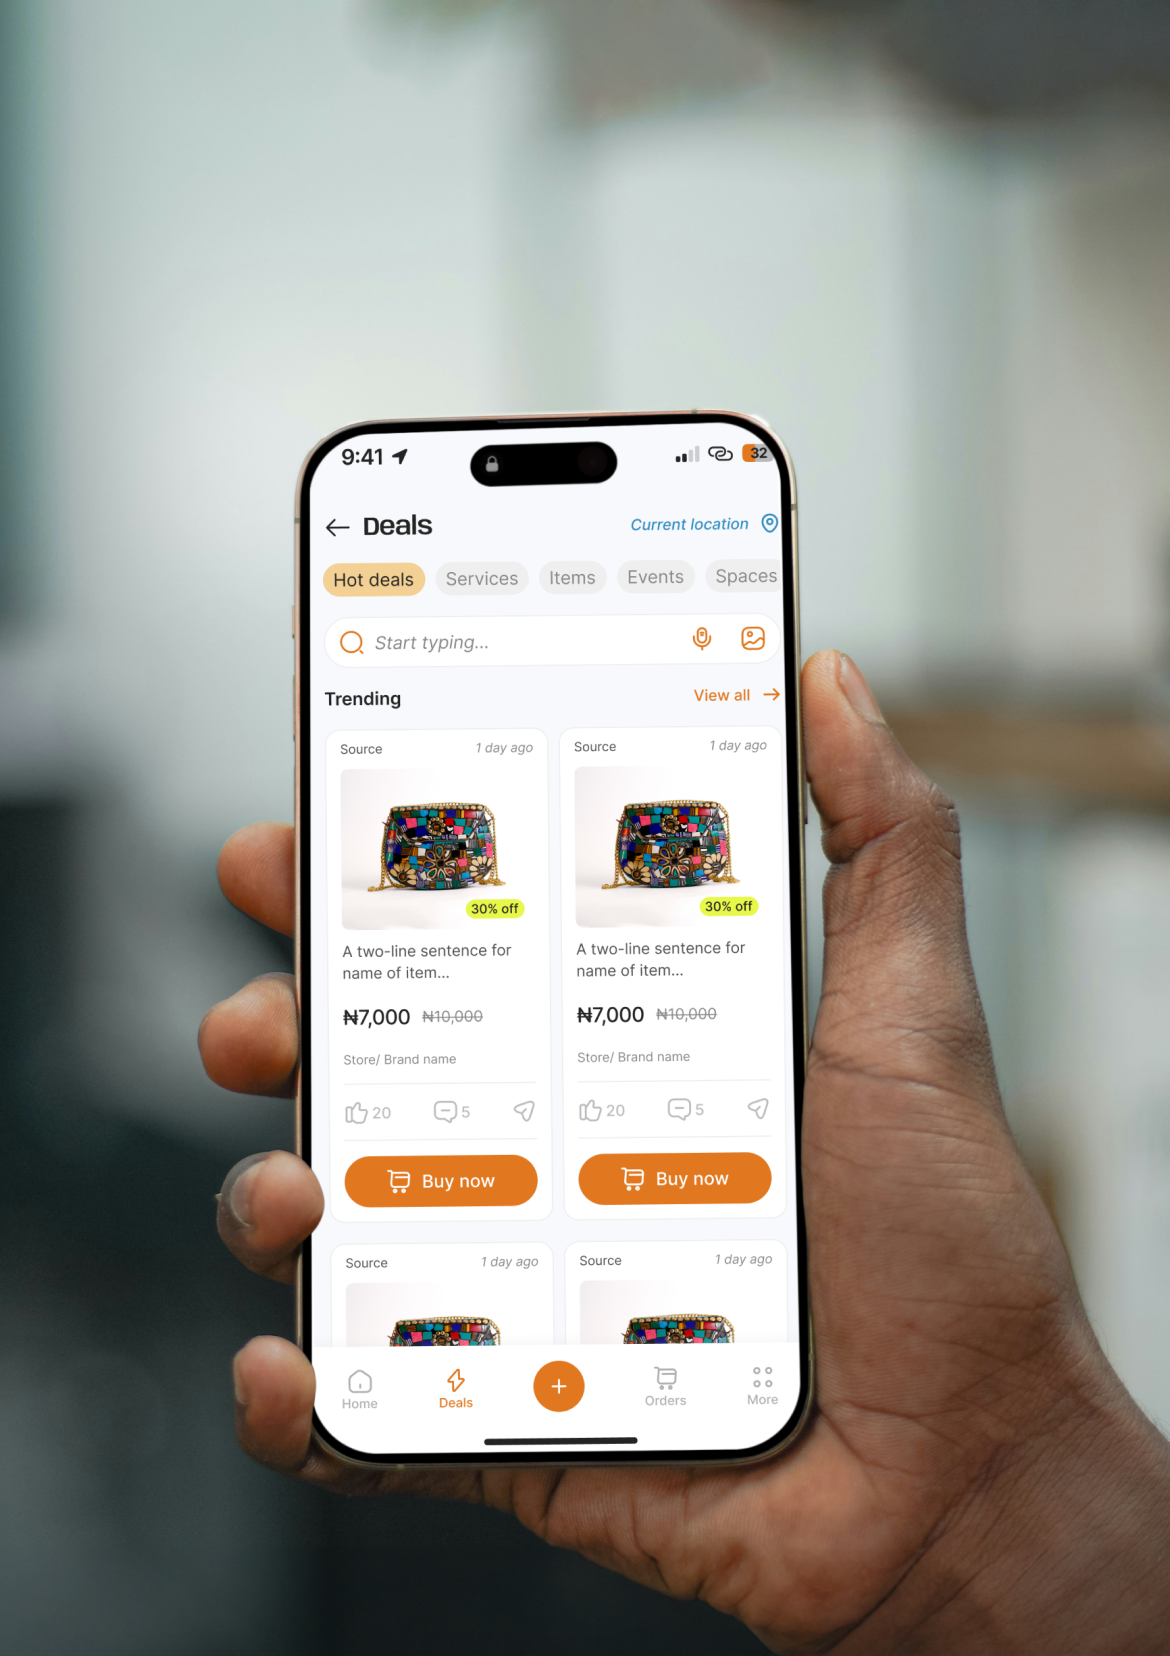 9:41
32
Deals
Current location
Hot deals Services Items Events Spaces
Start typing...
Trending
View all
Source 1 day ago
30% off
A two-line sentence for
name of item...
₦7,000 ₦10,000
Store/ Brand name
20 5
Buy now
Source 1 day ago
30% off
A two-line sentence for
name of item...
₦7,000 ₦10,000
Store/ Brand name
20 5
Buy now
Source 1 day ago
Source 1 day ago
Home Deals Orders More